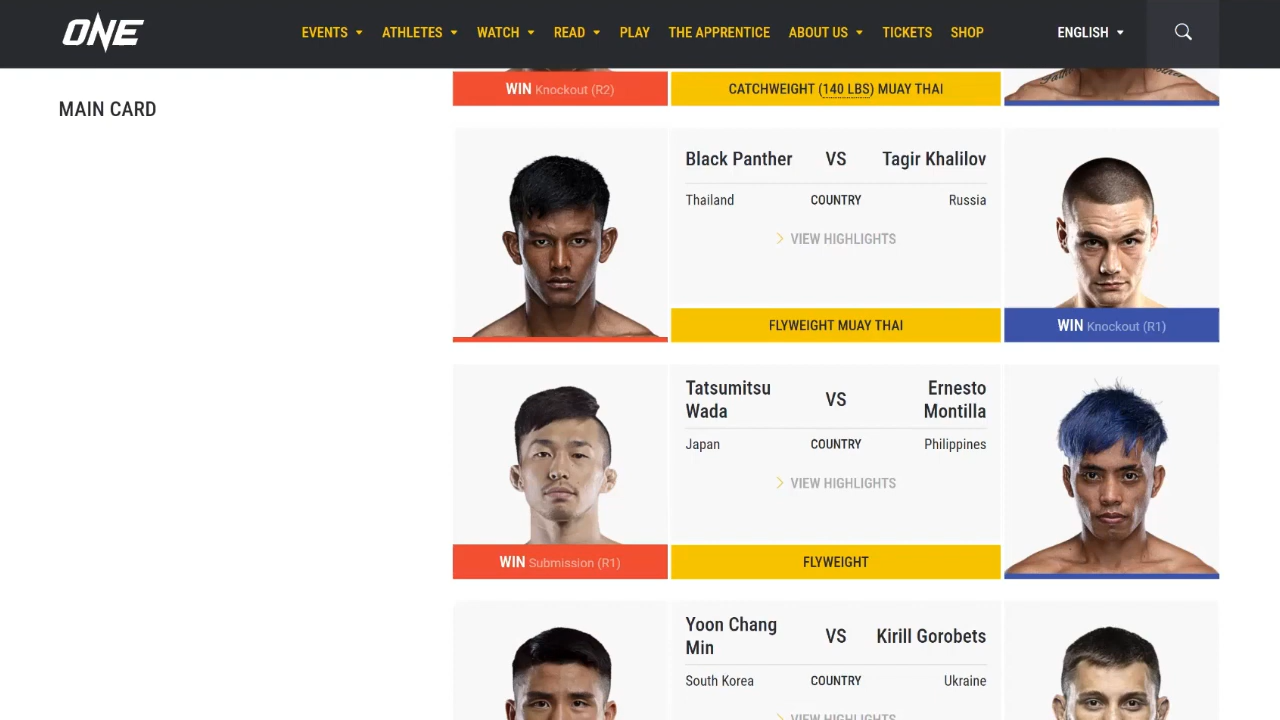 ONE
EVENTS ATHLETES WATCH READ PLAY THE APPRENTICE ABOUT US TICKETS SHOP ENGLISH
MAIN CARD
WIN Knockout (R2)
CATCHWEIGHT (140 LBS) MUAY THAI
Black Panther VS Tagir Khalilov
Thailand COUNTRY Russia
VIEW HIGHLIGHTS
FLYWEIGHT MUAY THAI
WIN Knockout (R1)
Tatsumitsu
Wada
VS
Ernesto
Montilla
Japan COUNTRY Philippines
VIEW HIGHLIGHTS
WIN Submission (R1)
FLYWEIGHT
Yoon Chang
Min
VS
Kirill Gorobets
South Korea COUNTRY Ukraine
VIEW HIGHLIGHTS